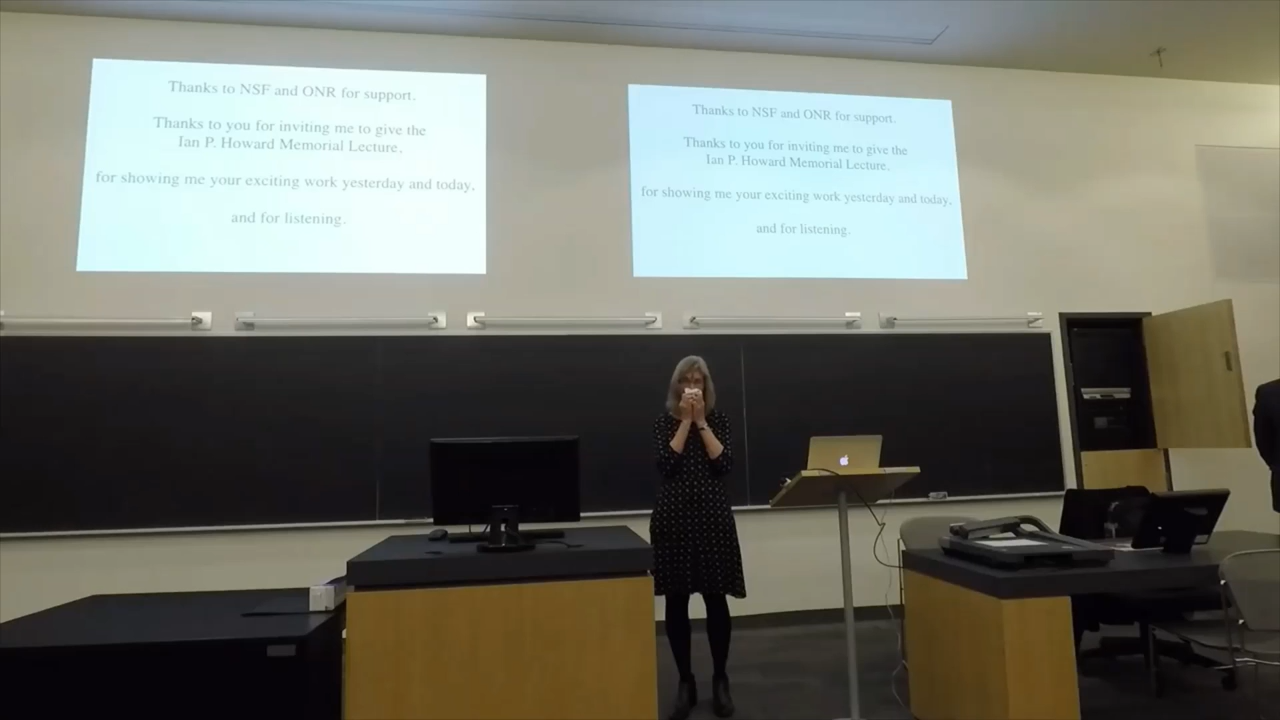 Thanks to NSF and ONR for support.
Thanks to you for inviting me to give the
Ian P. Howard Memorial Lecture,
for showing me your exciting work yesterday and today,
and for listening.
Thanks to NSF and ONR for support.
Thanks to you for inviting me to give the
Ian P. Howard Memorial Lecture,
for showing me your exciting work yesterday and today,
and for listening.